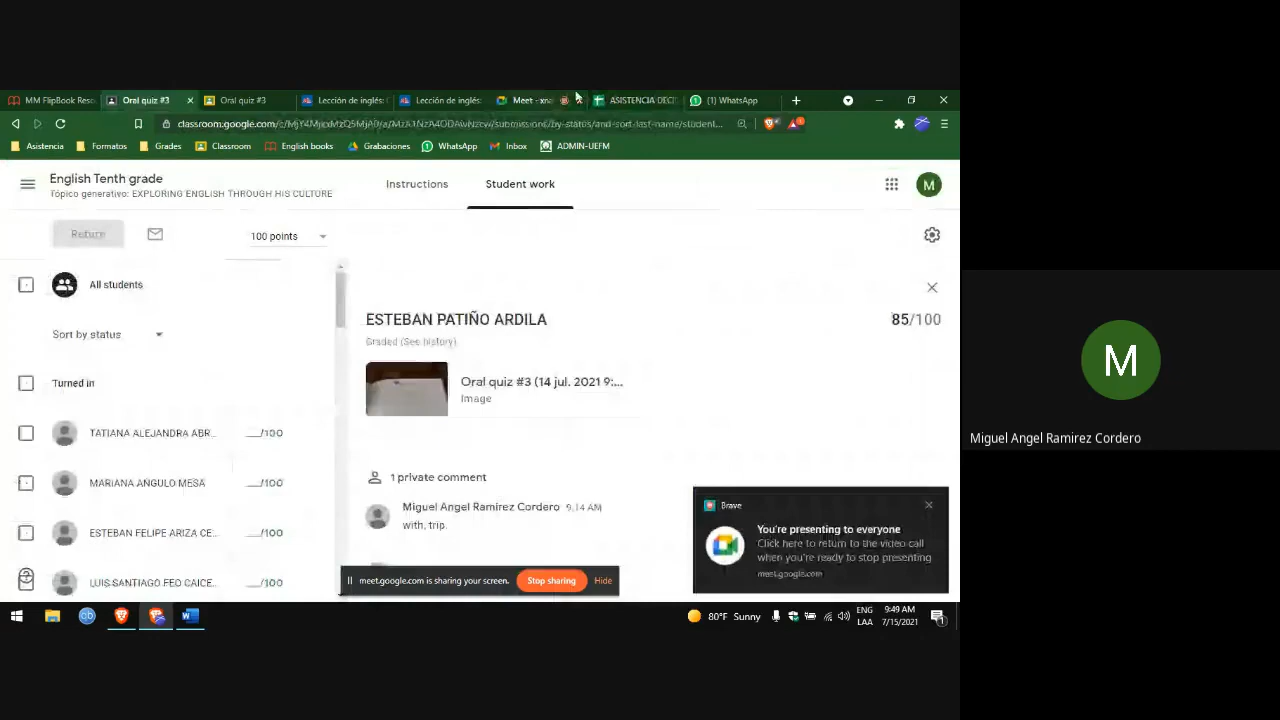 MM FlipBook Reso
Oral quiz #3
Oral quiz #3
Lección de inglés:
Lección de inglés:
Meet - xna
ASISTENCIA DECI
(1) WhatsApp
Asistencia
Formatos
Grades
Classroom
English books
Grabaciones
WhatsApp
Inbox
ADMIN-UEFM
English Tenth grade
Tópico generativo: EXPLORING ENGLISH THROUGH HIS CULTURE
Instructions
Student work
M
Return
100 points
All students
Sort by status
Turned in
TATIANA ALEJANDRA ABR... __/100
MARIANA ANGULO MESA __/100
ESTEBAN FELIPE ARIZA CE... __/100
LUIS SANTIAGO FEO CAICE... __/100
ESTEBAN PATIÑO ARDILA
85/100
Graded (See history)
Oral quiz #3 (14 jul. 2021 9:...
Image
1 private comment
Miguel Angel Ramirez Cordero 9:14 AM
with, trip.
Brave
You're presenting to everyone
Click here to return to the video call
when you're ready to stop presenting
meet.google.com
meet.google.com is sharing your screen.
Stop sharing
Hide
80°F Sunny
ENG
LAA
9:49 AM
7/15/2021
1
M
Miguel Angel Ramirez Cordero